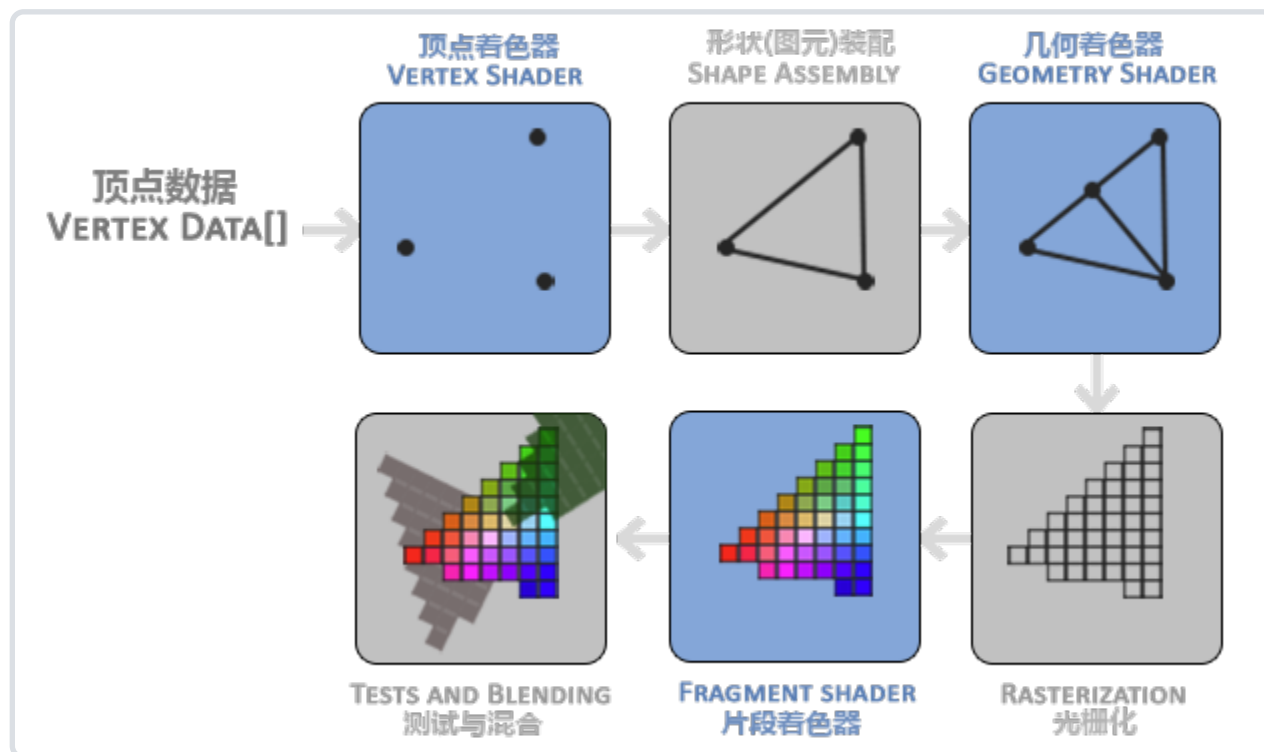 顶点着色器
VERTEX SHADER
形状(图元)装配
SHAPE ASSEMBLY
几何着色器
GEOMETRY SHADER
顶点数据
VERTEX DATA[]
TESTS AND BLENDING
测试与混合
FRAGMENT SHADER
片段着色器
RASTERIZATION
光栅化